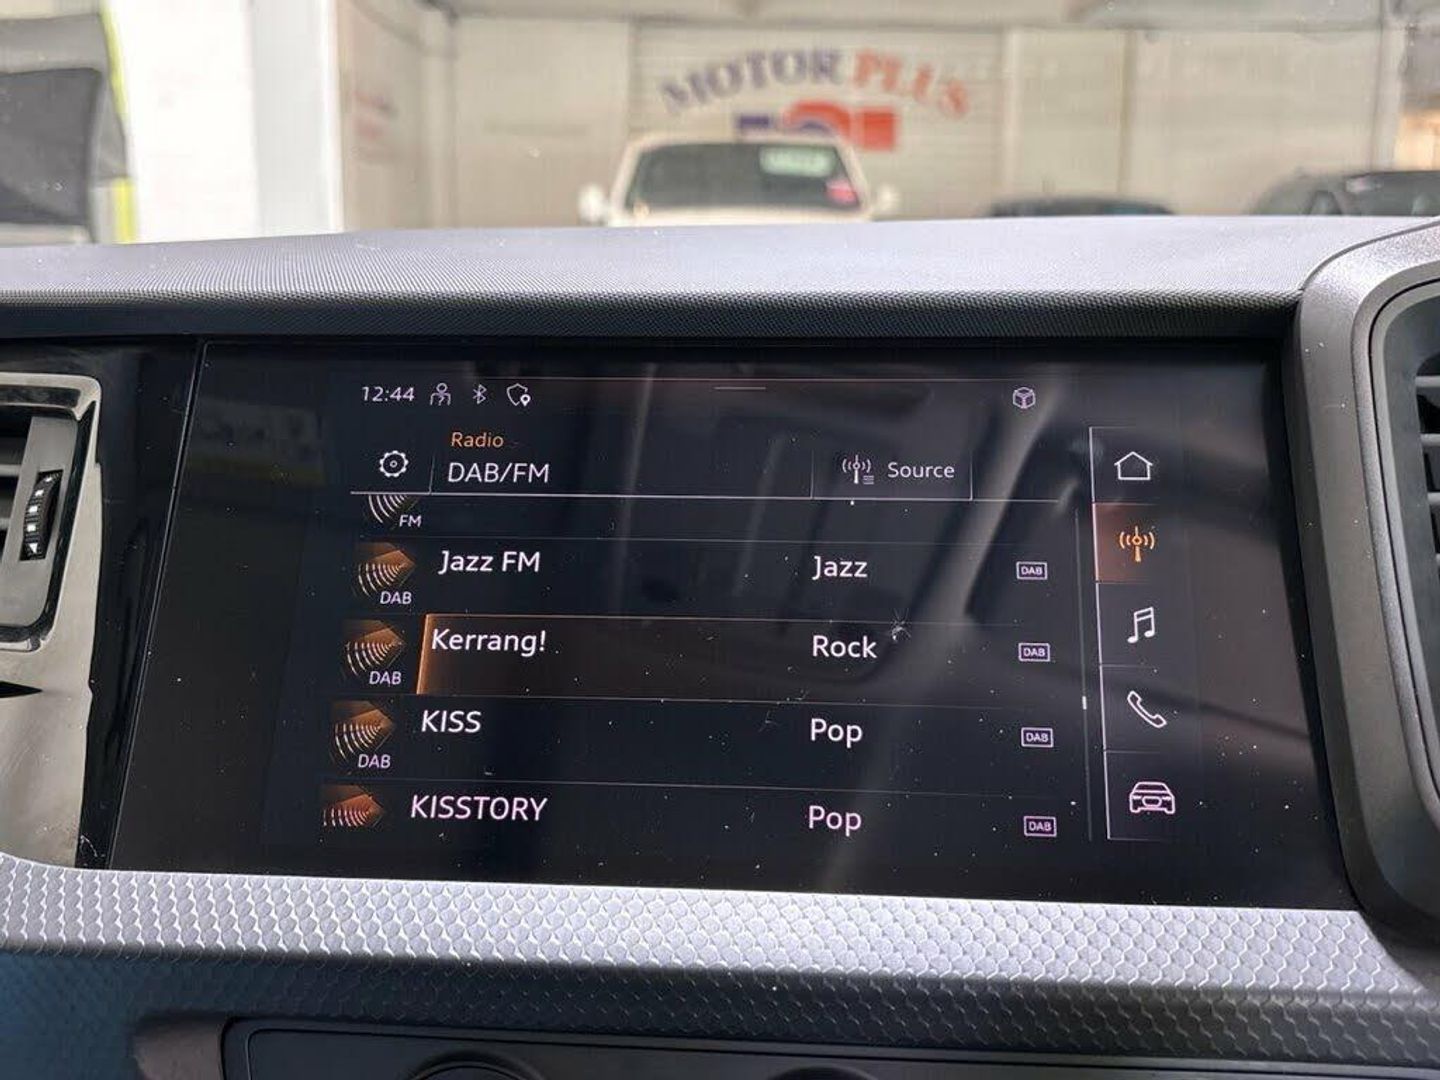 MOTOR PLUS
12:44
Radio
DAB/FM
Source
FM
Jazz FM Jazz DAB
DAB
Kerrang! Rock DAB
DAB
KISS Pop DAB
DAB
KISSTORY Pop DAB